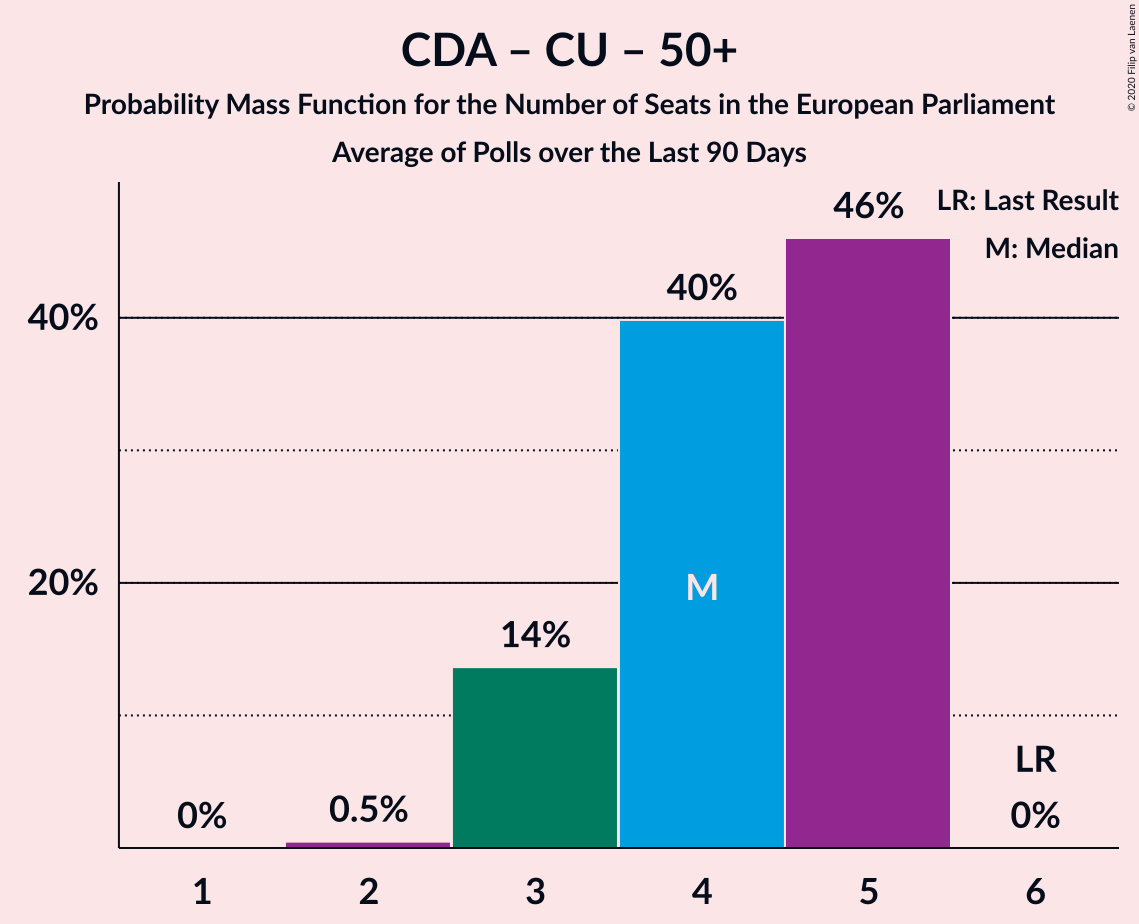 CDA – CU – 50+
Probability Mass Function for the Number of Seats in the European Parliament
Average of Polls over the Last 90 Days
© 2020 Filip van Laenen
LR: Last Result
M: Median
40%
20%
0%
0.5%
14%
40%
46%
0%
M
LR
1
2
3
4
5
6